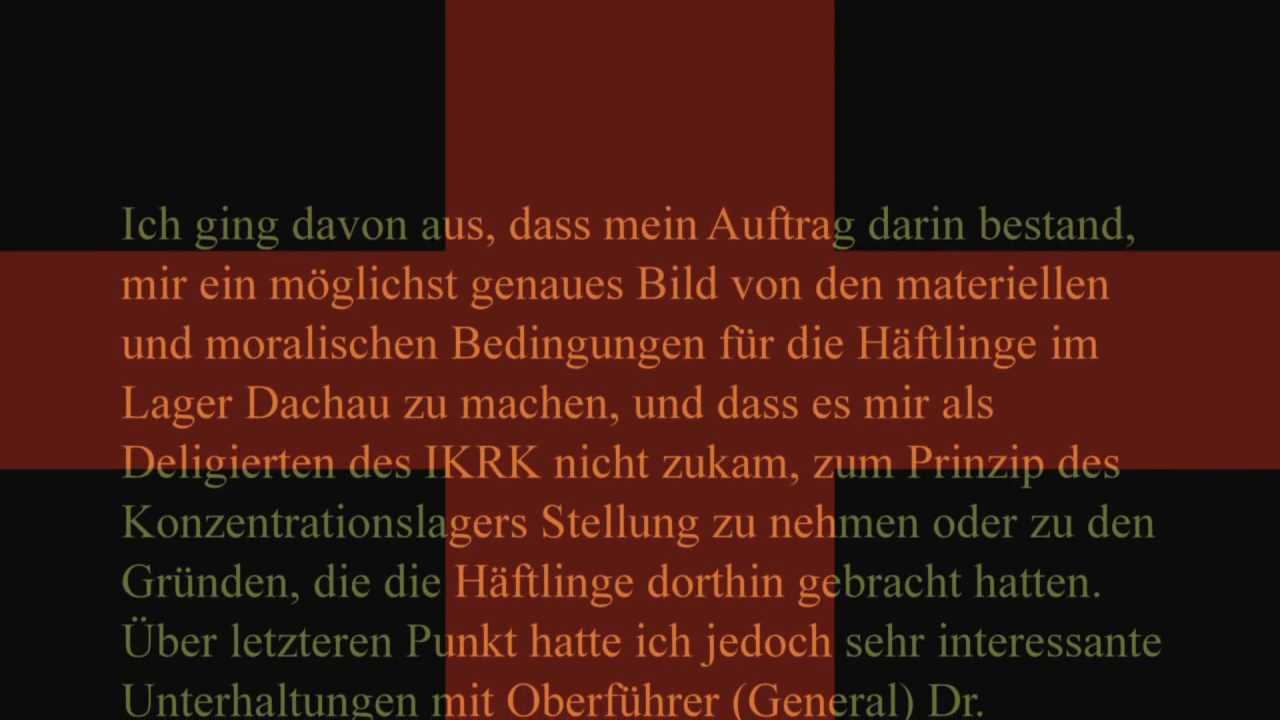 Ich ging davon aus, dass mein Auftrag darin bestand,
mir ein möglichst genaues Bild von den materiellen
und moralischen Bedingungen für die Häftlinge im
Lager Dachau zu machen, und dass es mir als
Deligierten des IKRK nicht zukam, zum Prinzip des
Konzentrationslagers Stellung zu nehmen oder zu den
Gründen, die die Häftlinge dorthin gebracht hatten.
Über letzteren Punkt hatte ich jedoch sehr interessante
Unterhaltungen mit Oberführer (General) Dr.